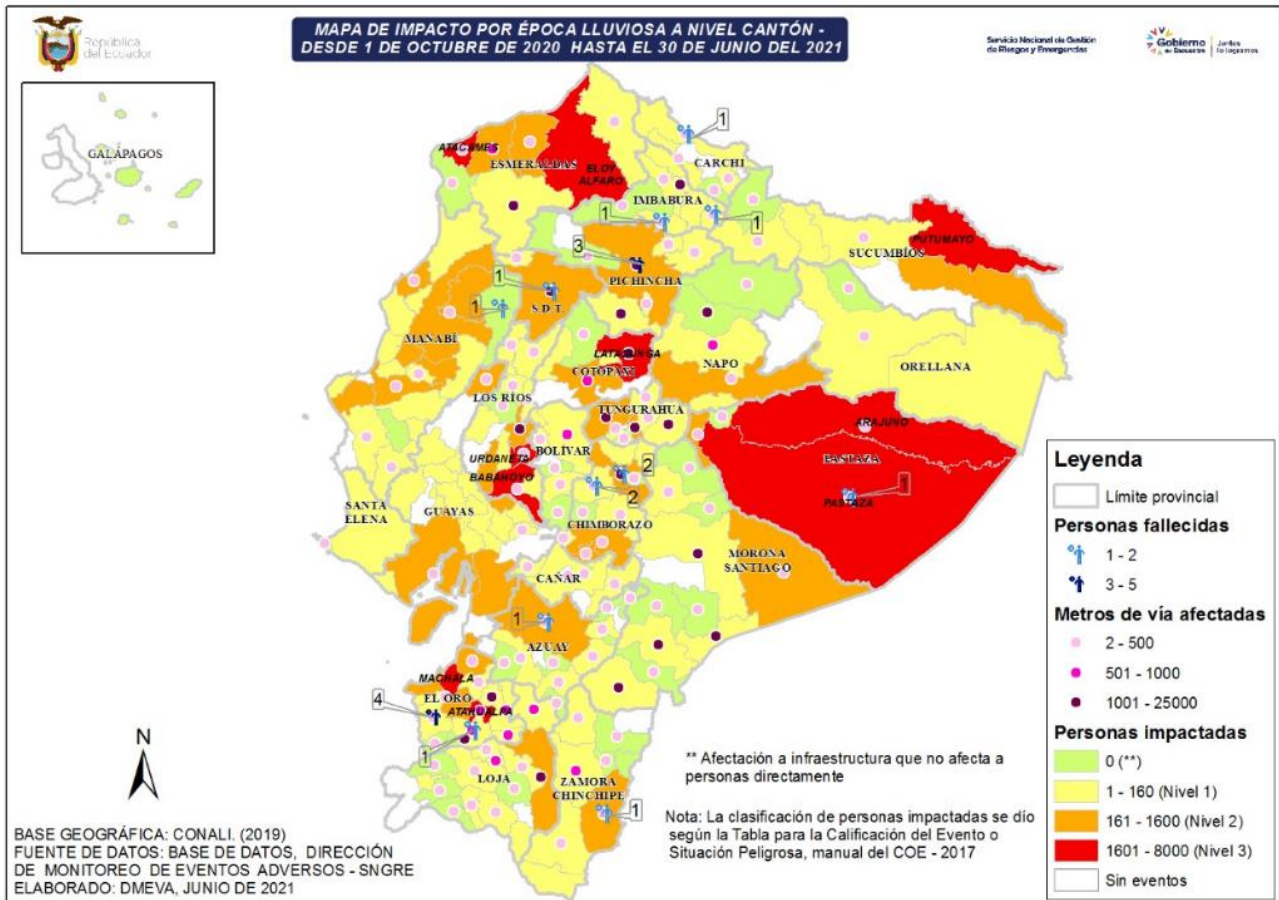 República
del Ecuador
MAPA DE IMPACTO POR ÉPOCA LLUVIOSA A NIVEL CANTÓN -
DESDE 1 DE OCTUBRE DE 2020 HASTA EL 30 DE JUNIO DEL 2021
Servicio Nacional de Gestión
de Riesgos y Emergencias
Gobierno
del Encuentro
Juntos
lo logramos
GALÁPAGOS
ATACAMES
ESMERALDAS
ELOY
ALFARO
1
CARCHI
IMBABURA
1
1
PUTUMAYO
SUCUMBÍOS
3
PICHINCHA
1
S.D.T.
1
MANABÍ
LATACUNGA
COTOPAXI
NAPO
ORELLANA
LOS RÍOS
TUNGURAHUA
ARAJUNO
BOLÍVAR
PASTAZA
URDANETA
BABAHOYO
2
2
PASTAZA
1
SANTA
ELENA
GUAYAS
CHIMBORAZO
MORONA
SANTIAGO
CAÑAR
1
AZUAY
MACHALA
EL ORO
4
ATAHUALPA
1
LOJA
ZAMORA
CHINCHIPE
1
N
** Afectación a infraestructura que no afecta a
personas directamente
Nota: La clasificación de personas impactadas se dío
según la Tabla para la Calificación del Evento o
Situación Peligrosa, manual del COE - 2017
BASE GEOGRÁFICA: CONALI. (2019)
FUENTE DE DATOS: BASE DE DATOS, DIRECCIÓN
DE MONITOREO DE EVENTOS ADVERSOS - SNGRE
ELABORADO: DMEVA, JUNIO DE 2021
Leyenda
Límite provincial
Personas fallecidas
1 - 2
3 - 5
Metros de vía afectadas
2 - 500
501 - 1000
1001 - 25000
Personas impactadas
0 (**)
1 - 160 (Nivel 1)
161 - 1600 (Nivel 2)
1601 - 8000 (Nivel 3)
Sin eventos